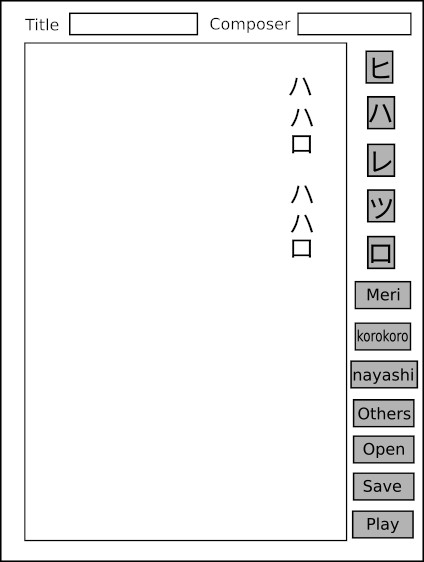 Title
Composer
ハ
ハ
ロ
ハ
ハ
ロ
ヒ
ハ
レ
ツ
ロ
Meri
korokoro
nayashi
Others
Open
Save
Play